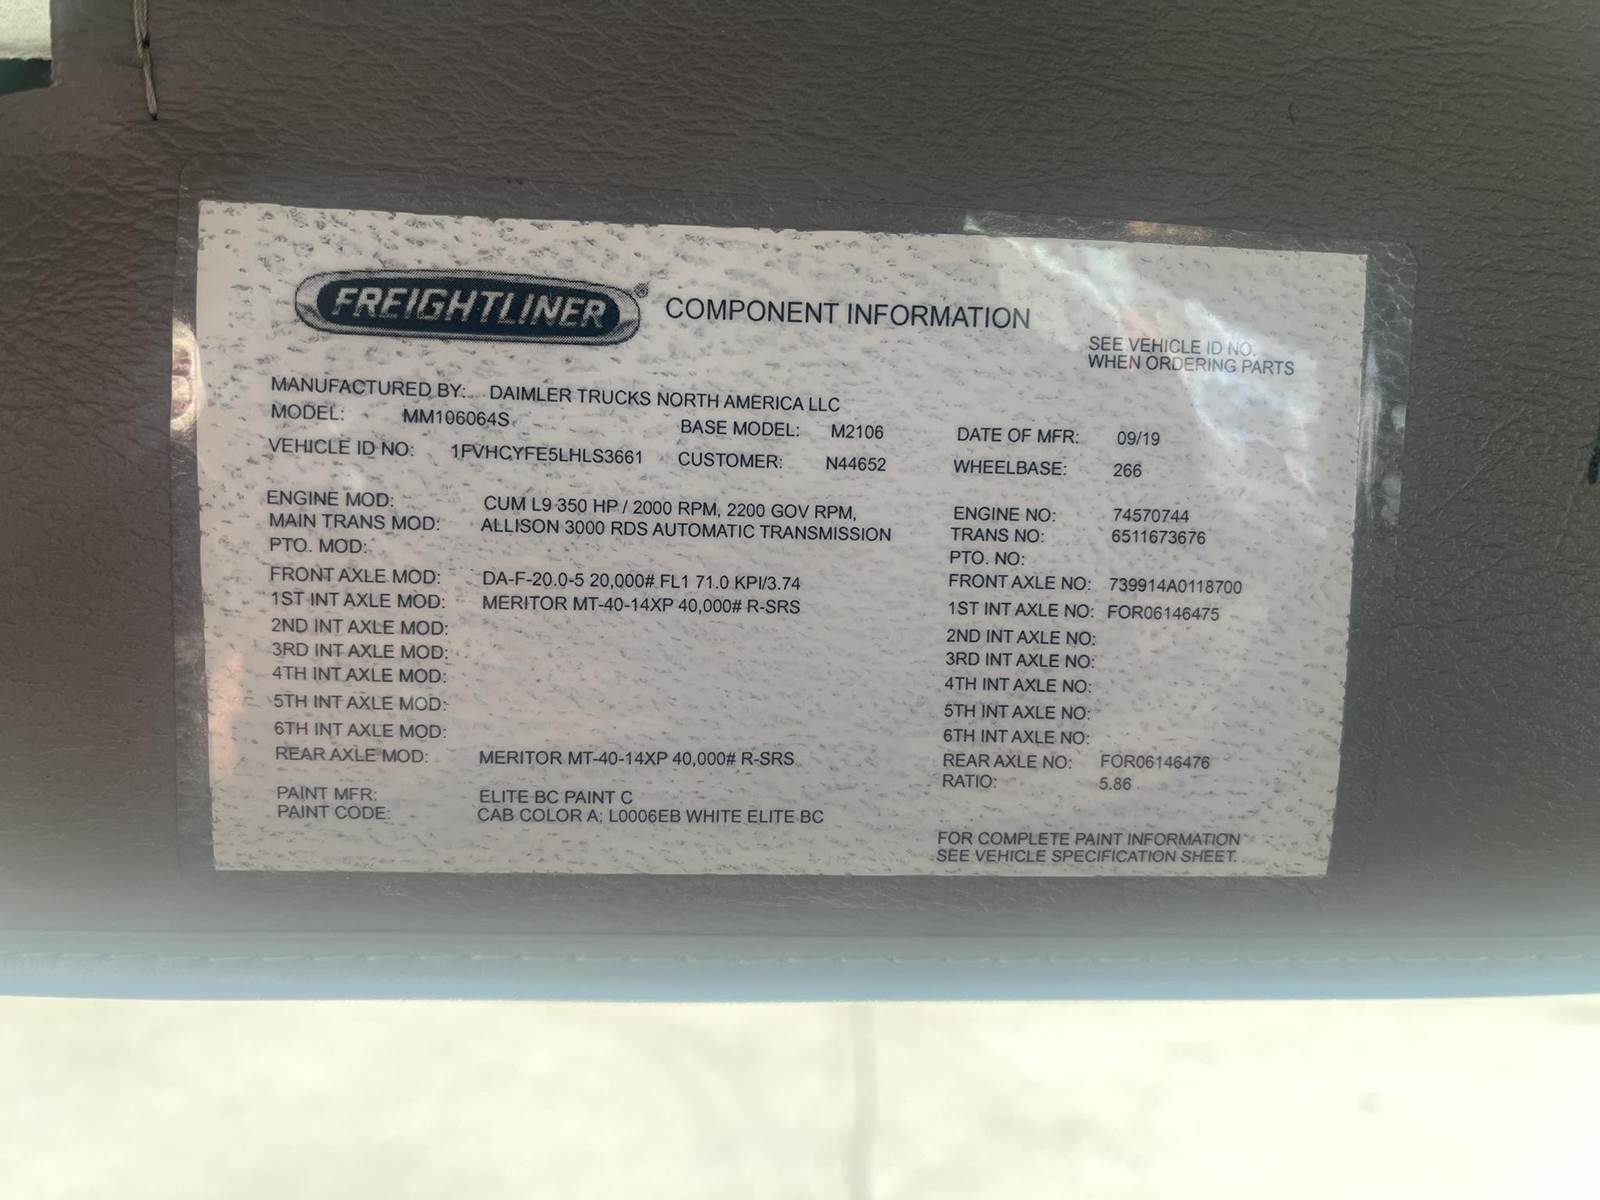 FREIGHTLINER® COMPONENT INFORMATION
SEE VEHICLE ID NO.
WHEN ORDERING PARTS
MANUFACTURED BY: DAIMLER TRUCKS NORTH AMERICA LLC
MODEL: MM106064S BASE MODEL: M2106 DATE OF MFR: 09/19
VEHICLE ID NO: 1FVHCYFE5LHLS3661 CUSTOMER: N44652 WHEELBASE: 266
ENGINE MOD: CUM L9 350 HP / 2000 RPM, 2200 GOV RPM, ENGINE NO: 74570744
MAIN TRANS MOD: ALLISON 3000 RDS AUTOMATIC TRANSMISSION TRANS NO: 6511673676
PTO. MOD: PTO. NO:
FRONT AXLE MOD: DA-F-20.0-5 20,000# FL1 71.0 KPI/3.74 FRONT AXLE NO: 739914A0118700
1ST INT AXLE MOD: MERITOR MT-40-14XP 40,000# R-SRS 1ST INT AXLE NO: FOR06146475
2ND INT AXLE MOD: 2ND INT AXLE NO:
3RD INT AXLE MOD: 3RD INT AXLE NO:
4TH INT AXLE MOD: 4TH INT AXLE NO:
5TH INT AXLE MOD: 5TH INT AXLE NO:
6TH INT AXLE MOD: 6TH INT AXLE NO:
REAR AXLE MOD: MERITOR MT-40-14XP 40,000# R-SRS REAR AXLE NO: FOR06146476
RATIO: 5.86
PAINT MFR: ELITE BC PAINT C
PAINT CODE: CAB COLOR A: L0006EB WHITE ELITE BC
FOR COMPLETE PAINT INFORMATION
SEE VEHICLE SPECIFICATION SHEET.